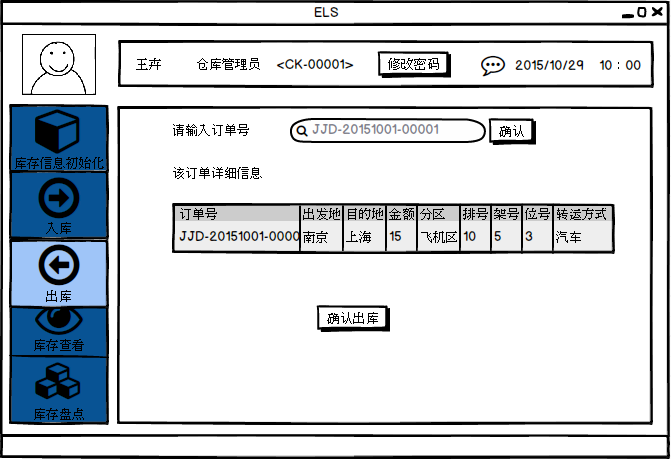 ELS
王弈 仓库管理员 <CK-00001> 修改密码 2015/10/29 10：00
请输入订单号 JJD-20151001-00001 确认
库存信息初始化
该订单详细信息
订单号 出发地 目的地 金额 分区 排号 架号 位号 转运方式
JJD-20151001-0000 南京 上海 15 飞机区 10 5 3 汽车
入库
出库
确认出库
库存查看
库存盘点